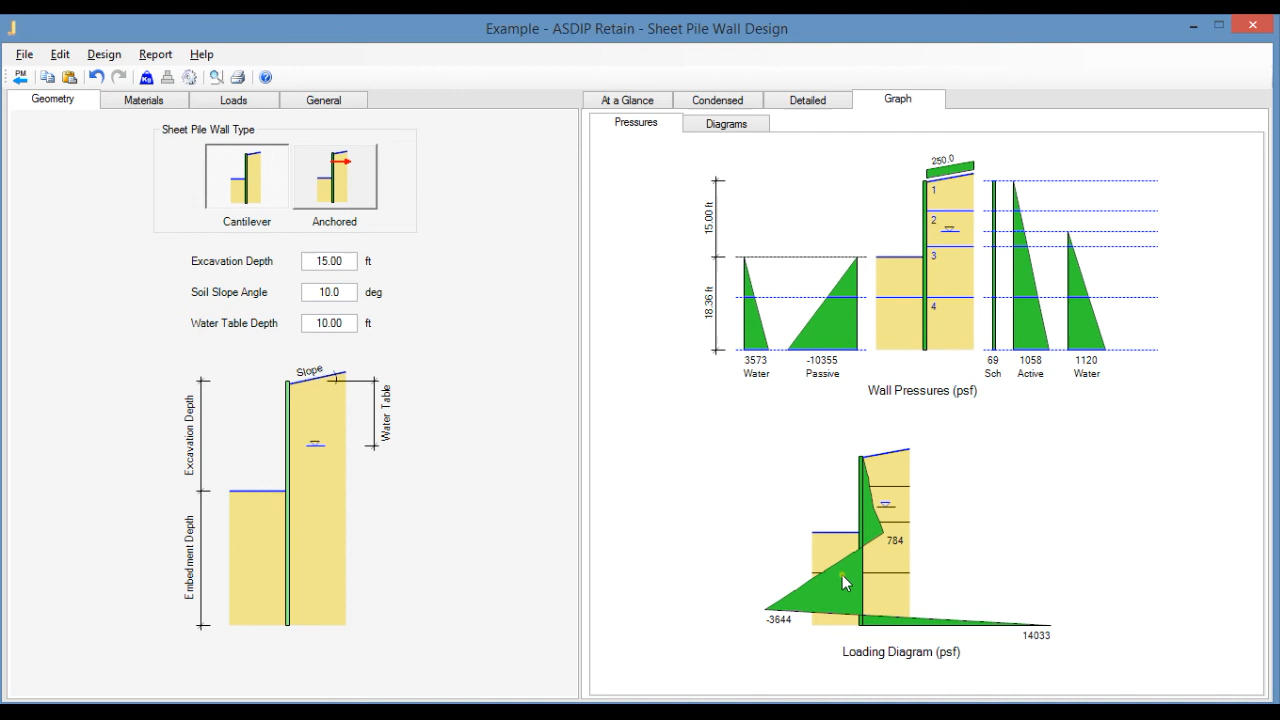 Example - ASDIP Retain - Sheet Pile Wall Design
File Edit Design Report Help
PM
Kg
Geometry Materials Loads General
At a Glance Condensed Detailed Graph
Pressures Diagrams
Sheet Pile Wall Type
Cantilever Anchored
Excavation Depth 15.00 ft
Soil Slope Angle 10.0 deg
Water Table Depth 10.00 ft
Slope
Excavation Depth
Water Table
Embedment Depth
250.0
15.00 ft
18.36 ft
1
2
3
4
3573 -10355 69 1058 1120
Water Passive Sch Active Water
Wall Pressures (psf)
784
-3644
14033
Loading Diagram (psf)